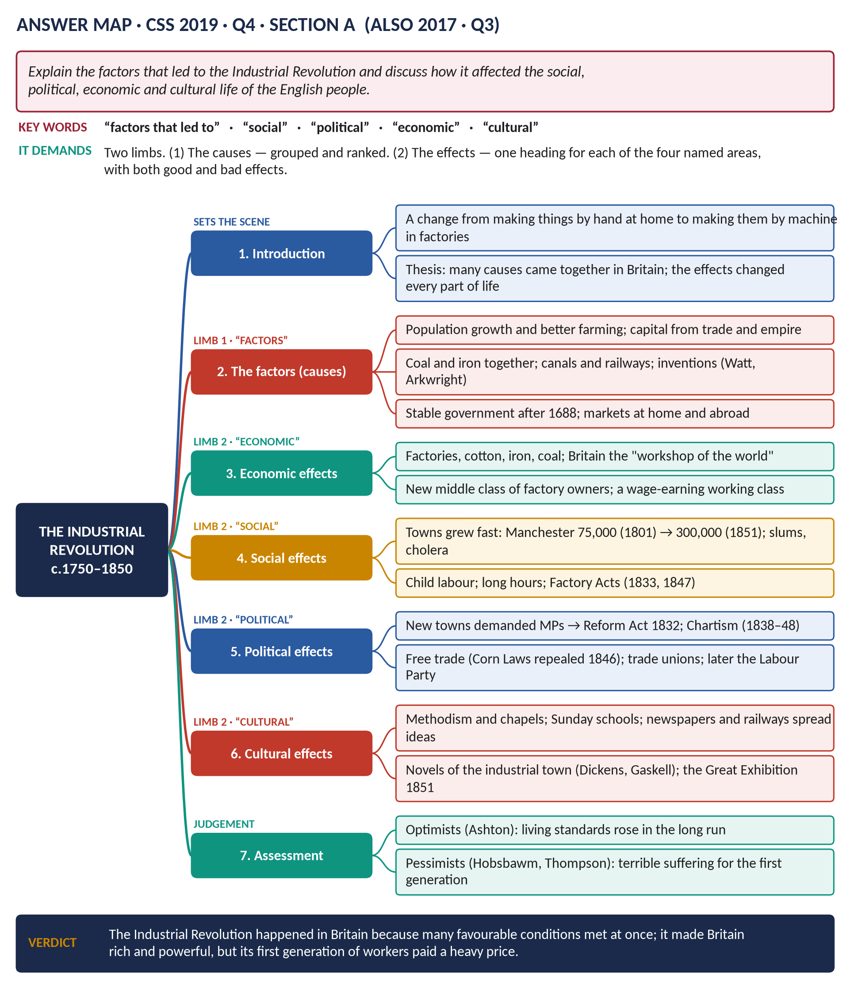 ANSWER MAP · CSS 2019 · Q4 · SECTION A (ALSO 2017 · Q3)
Explain the factors that led to the Industrial Revolution and discuss how it affected the social,
political, economic and cultural life of the English people.
KEY WORDS “factors that led to” · “social” · “political” · “economic” · “cultural”
IT DEMANDS Two limbs. (1) The causes — grouped and ranked. (2) The effects — one heading for each of the four named areas,
with both good and bad effects.
THE INDUSTRIAL
REVOLUTION
c.1750–1850
SETS THE SCENE
1. Introduction
A change from making things by hand at home to making them by machine
in factories
Thesis: many causes came together in Britain; the effects changed
every part of life
LIMB 1 · “FACTORS”
2. The factors (causes)
Population growth and better farming; capital from trade and empire
Coal and iron together; canals and railways; inventions (Watt,
Arkwright)
Stable government after 1688; markets at home and abroad
LIMB 2 · “ECONOMIC”
3. Economic effects
Factories, cotton, iron, coal; Britain the "workshop of the world"
New middle class of factory owners; a wage-earning working class
LIMB 2 · “SOCIAL”
4. Social effects
Towns grew fast: Manchester 75,000 (1801) → 300,000 (1851); slums,
cholera
Child labour; long hours; Factory Acts (1833, 1847)
LIMB 2 · “POLITICAL”
5. Political effects
New towns demanded MPs → Reform Act 1832; Chartism (1838–48)
Free trade (Corn Laws repealed 1846); trade unions; later the Labour
Party
LIMB 2 · “CULTURAL”
6. Cultural effects
Methodism and chapels; Sunday schools; newspapers and railways spread
ideas
Novels of the industrial town (Dickens, Gaskell); the Great Exhibition
1851
JUDGEMENT
7. Assessment
Optimists (Ashton): living standards rose in the long run
Pessimists (Hobsbawm, Thompson): terrible suffering for the first
generation
VERDICT The Industrial Revolution happened in Britain because many favourable conditions met at once; it made Britain
rich and powerful, but its first generation of workers paid a heavy price.